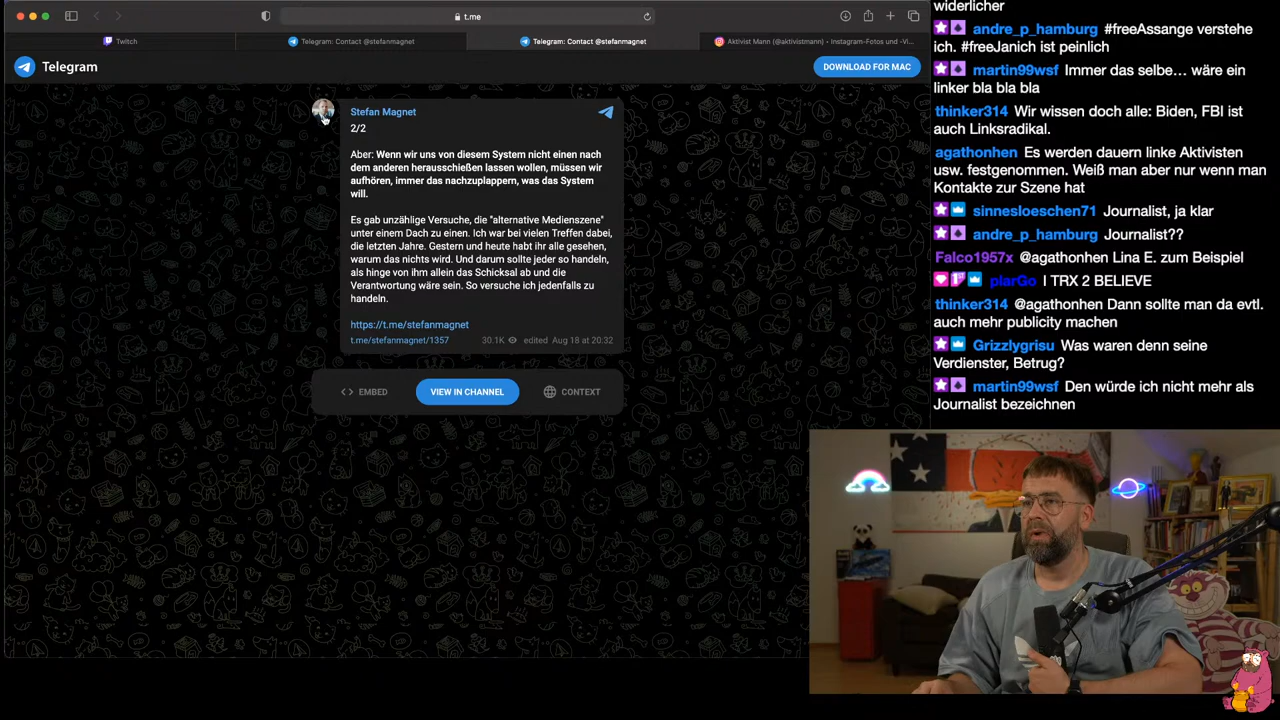 t.me
Twitch
Telegram: Contact @stefanmagnet
Telegram: Contact @stefanmagnet
Aktivist Mann (@aktivistmann) • Instagram-Fotos und -Vi...
Telegram
DOWNLOAD FOR MAC
Stefan Magnet
2/2
Aber: Wenn wir uns von diesem System nicht einen nach
dem anderen herausschießen lassen wollen, müssen wir
aufhören, immer das nachzuplappern, was das System
will.
Es gab unzählige Versuche, die "alternative Medienszene"
unter einem Dach zu einen. Ich war bei vielen Treffen dabei,
die letzten Jahre. Gestern und heute habt ihr alle gesehen,
warum das nichts wird. Und darum sollte jeder so handeln,
als hinge von ihm allein das Schicksal ab und die
Verantwortung wäre sein. So versuche ich jedenfalls zu
handeln.
https://t.me/stefanmagnet
t.me/stefanmagnet/1357 30.1K edited Aug 18 at 20:32
EMBED VIEW IN CHANNEL CONTEXT
widerlicher
andre_p_hamburg #freeAssange verstehe
ich. #freeJanich ist peinlich
martin99wsf Immer das selbe... wäre ein
linker bla bla bla
thinker314 Wir wissen doch alle: Biden, FBI ist
auch Linksradikal.
agathonhen Es werden dauern linke Aktivisten
usw. festgenommen. Weiß man aber nur wenn man
Kontakte zur Szene hat
sinnesloeschen71 Journalist, ja klar
andre_p_hamburg Journalist??
Falco1957x @agathonhen Lina E. zum Beispiel
plarGo I TRX 2 BELIEVE
thinker314 @agathonhen Dann sollte man da evtl.
auch mehr publicity machen
Grizzlygrisu Was waren denn seine
Verdienster, Betrug?
martin99wsf Den würde ich nicht mehr als
Journalist bezeichnen